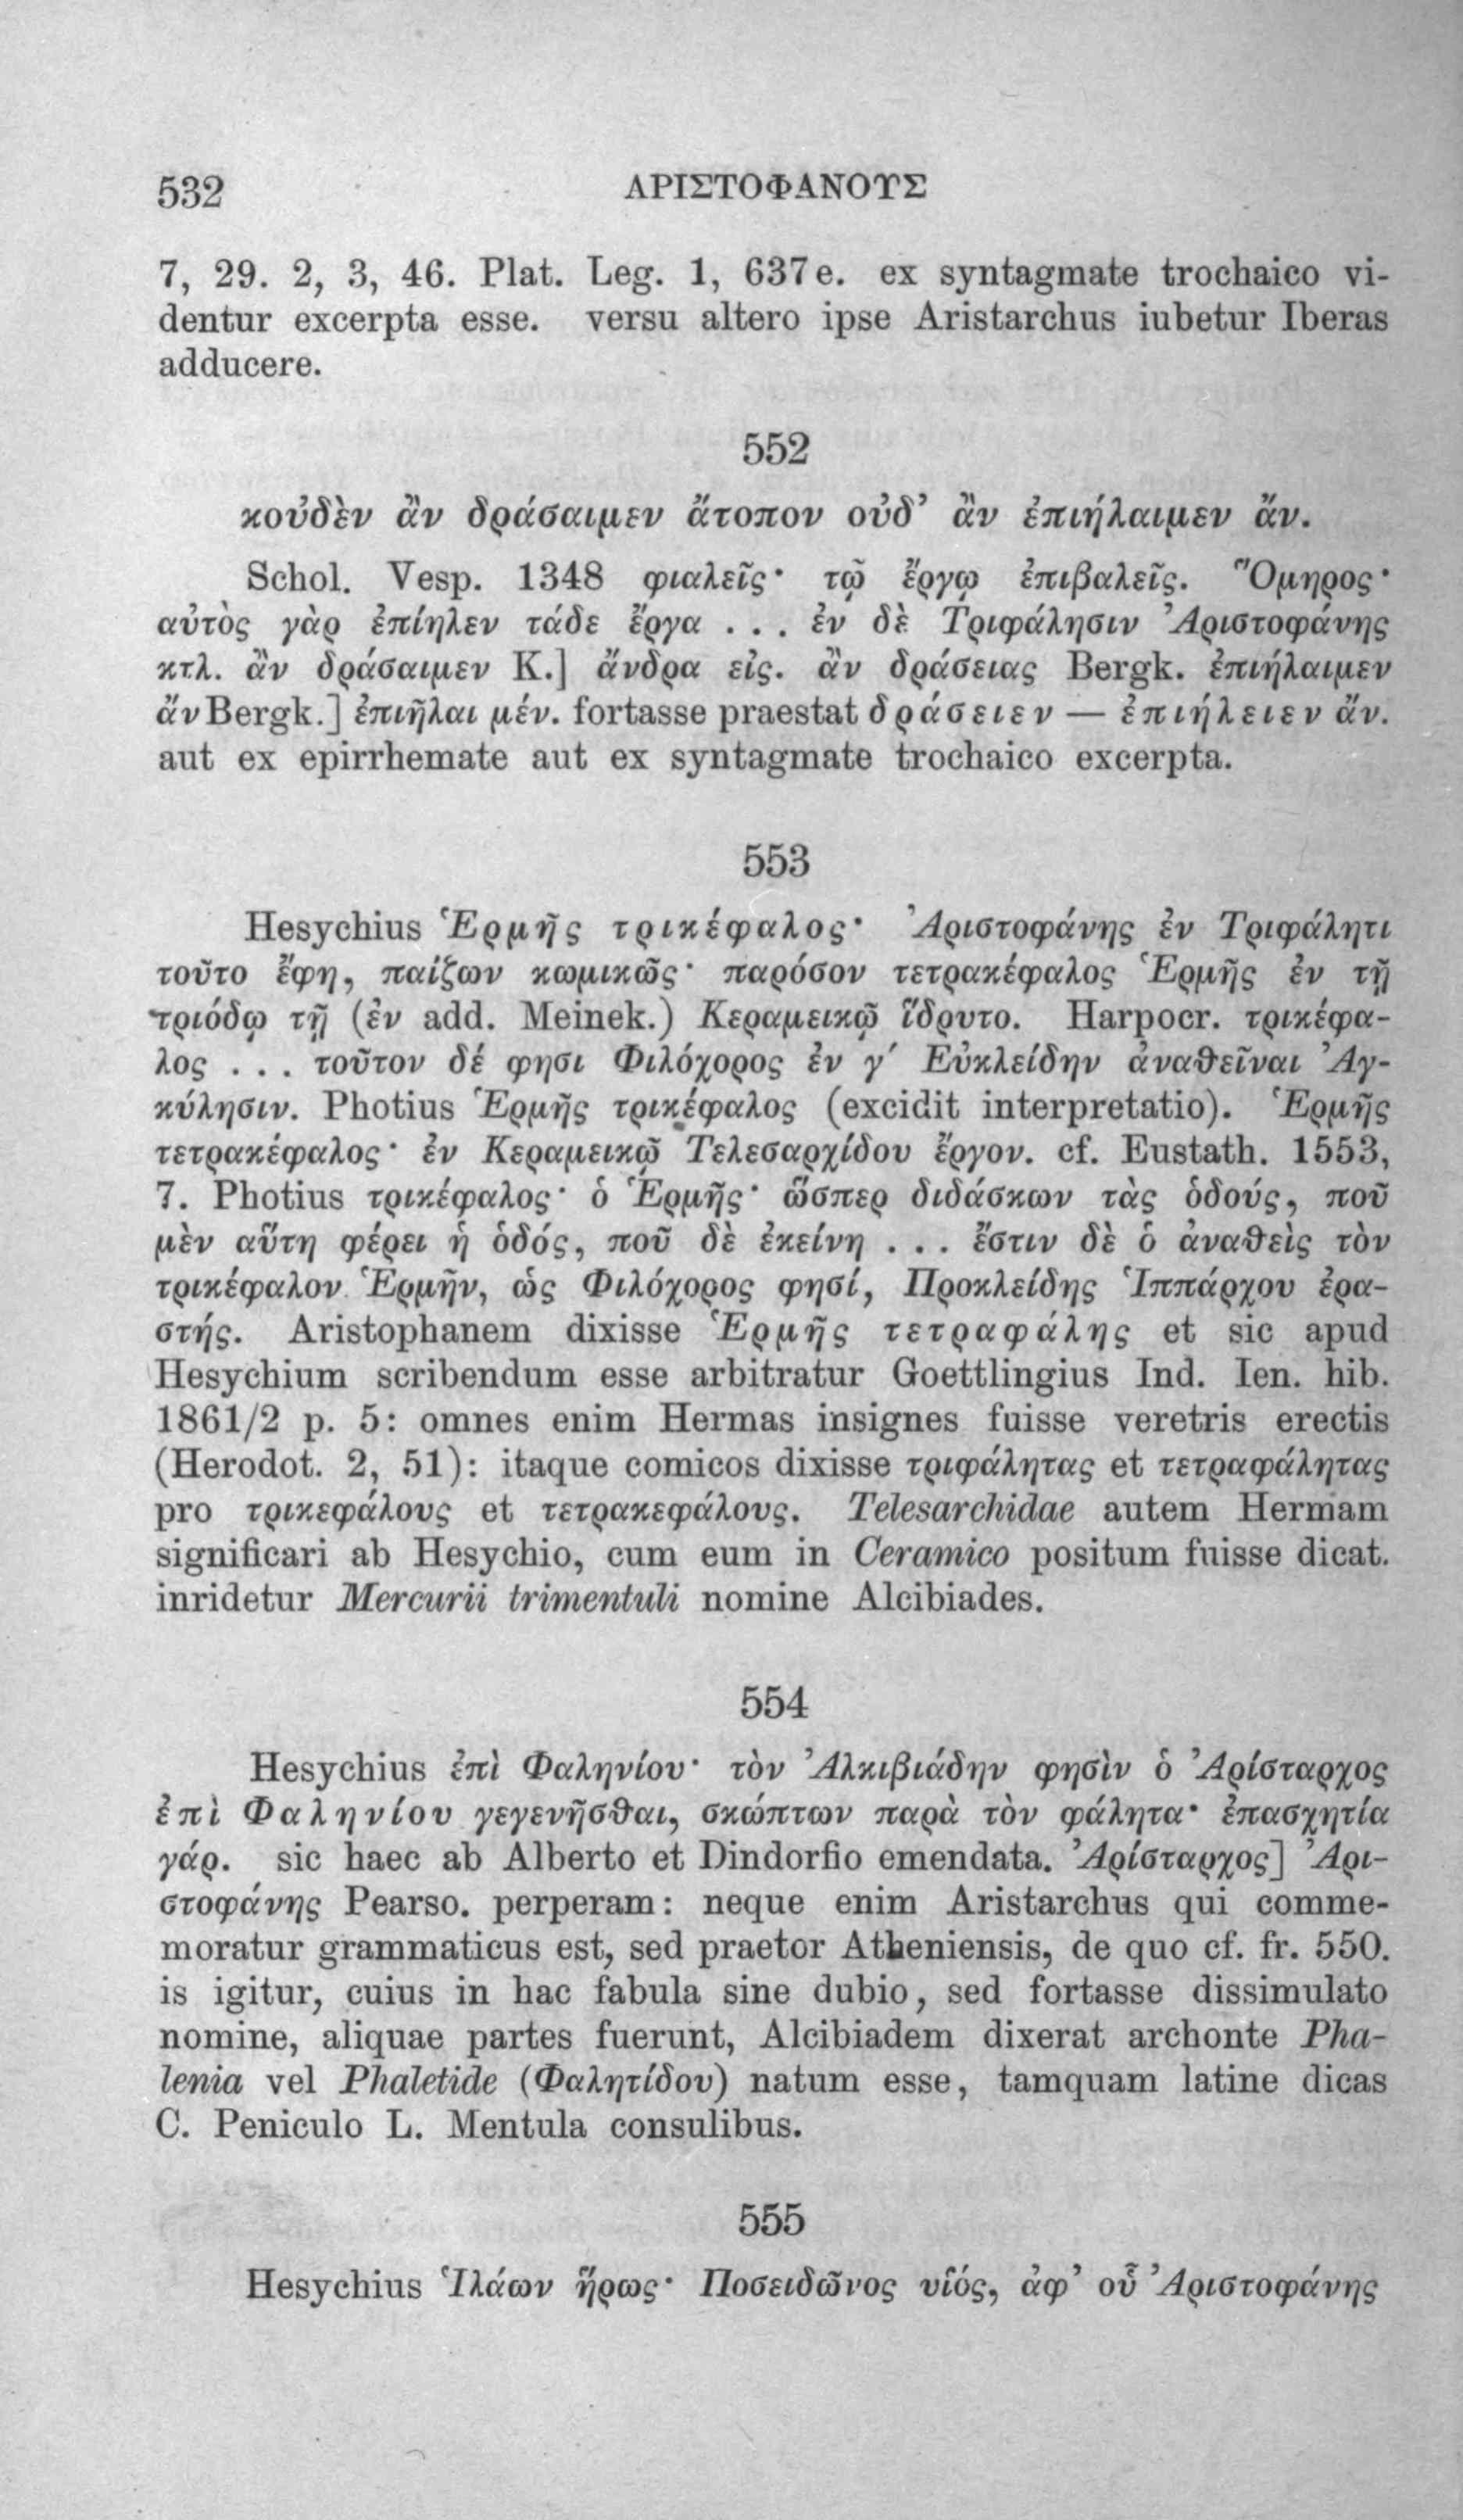 532 ΑΡΙΣΤΟΦΑΝΟΥΣ
7, 29. 2, 3, 46. Plat. Leg. 1, 637e. ex syntagmate trochaico vi-
dentur excerpta esse. versu altero ipse Aristarchus iubetur Iberas
adducere.
552
κοὐδὲν ἂν δράσαιμεν ἄτοπον οὐδ’ ἂν ἐπιήλαιμεν ἄν.
Schol. Vesp. 1348 φιαλεῖς· τῷ ἔργῳ ἐπιβαλεῖς. Ὅμηρος·
αὐτὸς γὰρ ἐπίηλεν τάδε ἔργα . . . ἐν δὲ Τριφάλησιν Ἀριστοφάνης
κτλ. ἂν δράσαιμεν K.] ἄνδρα εἰς. ἂν δράσειας Bergk. ἐπιήλαιμεν
ἄν Bergk.] ἐπιῆλαι μέν. fortasse praestat δράσειεν — ἐπιήλειεν ἄν.
aut ex epirrhemate aut ex syntagmate trochaico excerpta.
553
Hesychius Ἑρμῆς τρικέφαλος· Ἀριστοφάνης ἐν Τριφάλητι
τοῦτο ἔφη, παίζων κωμικῶς· παρόσον τετρακέφαλος Ἑρμῆς ἐν τῇ
τριόδῳ τῇ (ἐν add. Meinek.) Κεραμεικῷ ἵδρυτο. Harpocr. τρικέφα-
λος . . . τοῦτον δέ φησι Φιλόχορος ἐν γ′ Εὐκλείδην ἀναθεῖναι Ἀγ-
κύλησιν. Photius Ἑρμῆς τρικέφαλος (excidit interpretatio). Ἑρμῆς
τετρακέφαλος· ἐν Κεραμεικῷ Τελεσαρχίδου ἔργον. cf. Eustath. 1553,
7. Photius τρικέφαλος· ὁ Ἑρμῆς· ὥσπερ διδάσκων τὰς ὁδούς, ποῦ
μὲν αὕτη φέρει ἡ ὁδός, ποῦ δὲ ἐκείνη . . . ἔστιν δὲ ὁ ἀναθεὶς τὸν
τρικέφαλον Ἑρμῆν, ὡς Φιλόχορος φησί, Προκλείδης Ἱππάρχου ἐρα-
στής. Aristophanem dixisse Ἑρμῆς τετραφάλης et sic apud
Hesychium scribendum esse arbitratur Goettlingius Ind. Ien. hib.
1861/2 p. 5: omnes enim Hermas insignes fuisse veretris erectis
(Herodot. 2, 51): itaque comicos dixisse τριφάλητας et τετραφάλητας
pro τρικεφάλους et τετρακεφάλους. Telesarchidae autem Hermam
significari ab Hesychio, cum eum in Ceramico positum fuisse dicat.
inridetur Mercurii trimentuli nomine Alcibiades.
554
Hesychius ἐπὶ Φαληνίου· τὸν Ἀλκιβιάδην φησὶν ὁ Ἀρίσταρχος
ἐπὶ Φαληνίου γεγενῆσθαι, σκώπτων παρὰ τὸν φάλητα· ἐπασχητία
γάρ. sic haec ab Alberto et Dindorfio emendata. Ἀρίσταρχος] Ἀρι-
στοφάνης Pearso. perperam: neque enim Aristarchus qui comme-
moratur grammaticus est, sed praetor Atheniensis, de quo cf. fr. 550.
is igitur, cuius in hac fabula sine dubio, sed fortasse dissimulato
nomine, aliquae partes fuerunt, Alcibiadem dixerat archonte Pha-
lenia vel Phaletide (Φαλητίδου) natum esse, tamquam latine dicas
C. Peniculo L. Mentula consulibus.
555
Hesychius Ἰλάων ἥρως· Ποσειδῶνος υἱός, ἀφ’ οὗ Ἀριστοφάνης